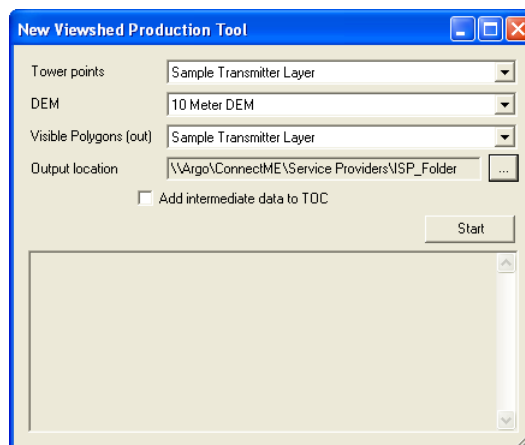 New Viewshed Production Tool
Tower points Sample Transmitter Layer
DEM 10 Meter DEM
Visible Polygons (out) Sample Transmitter Layer
Output location \\Argo\ConnectME\Service Providers\ISP_Folder ...
Add intermediate data to TOC
Start